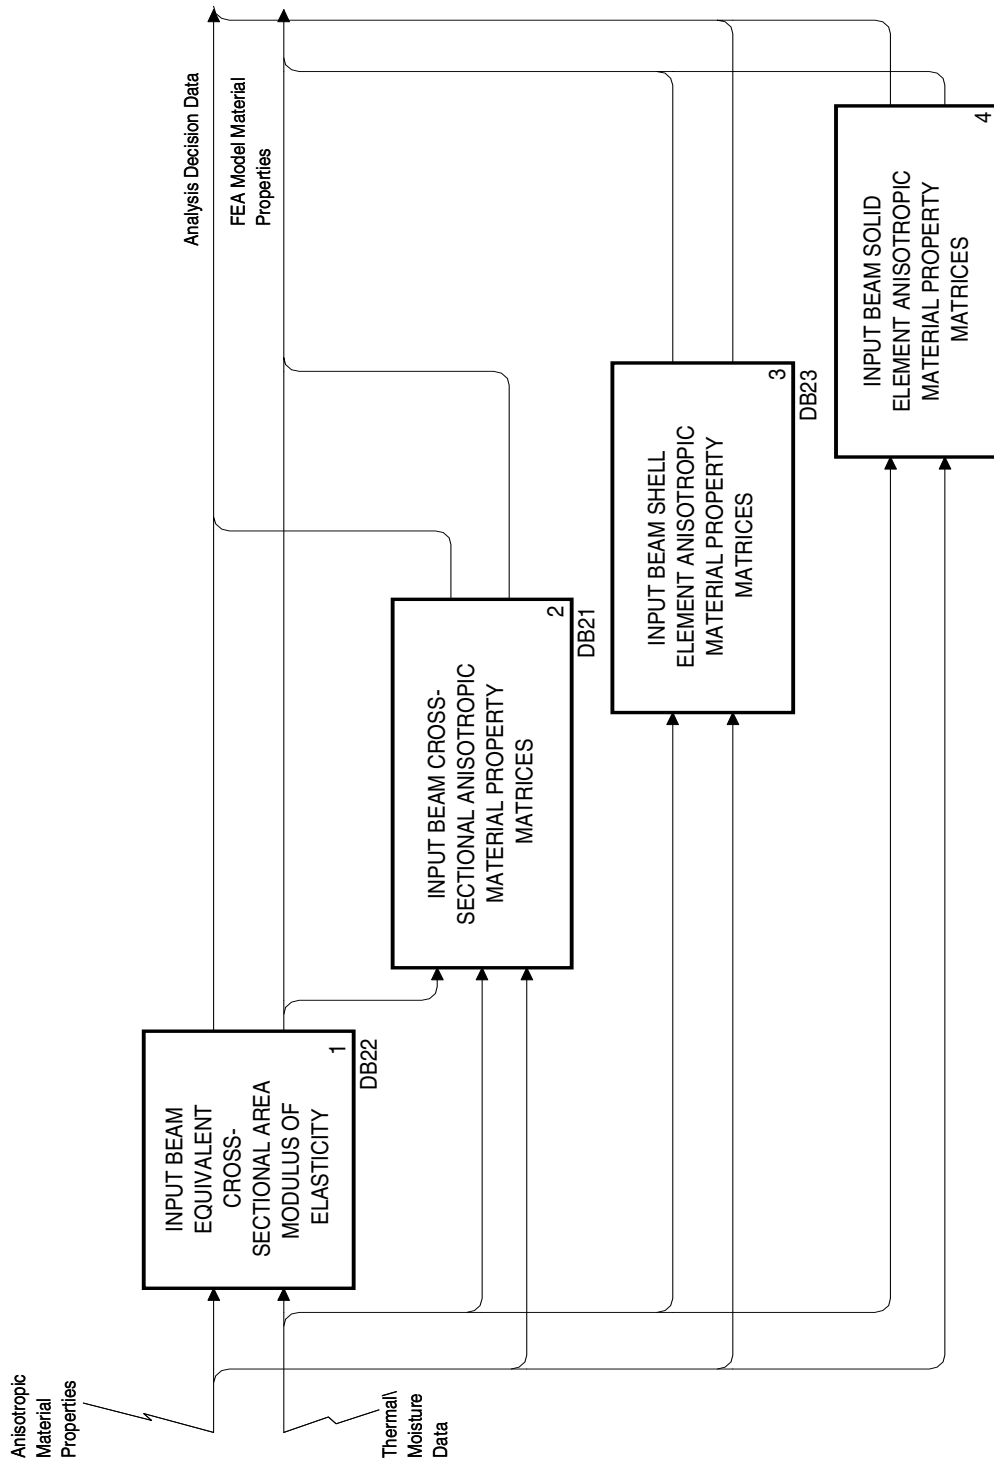 Anisotropic
Material
Properties
Thermal\
Moisture
Data
INPUT BEAM
EQUIVALENT
CROSS-
SECTIONAL AREA
MODULUS OF
ELASTICITY
1
DB22
INPUT BEAM CROSS-
SECTIONAL ANISOTROPIC
MATERIAL PROPERTY
MATRICES
2
DB21
INPUT BEAM SHELL
ELEMENT ANISOTROPIC
MATERIAL PROPERTY
MATRICES
3
DB23
INPUT BEAM SOLID
ELEMENT ANISOTROPIC
MATERIAL PROPERTY
MATRICES
4
Analysis Decision Data
FEA Model Material
Properties